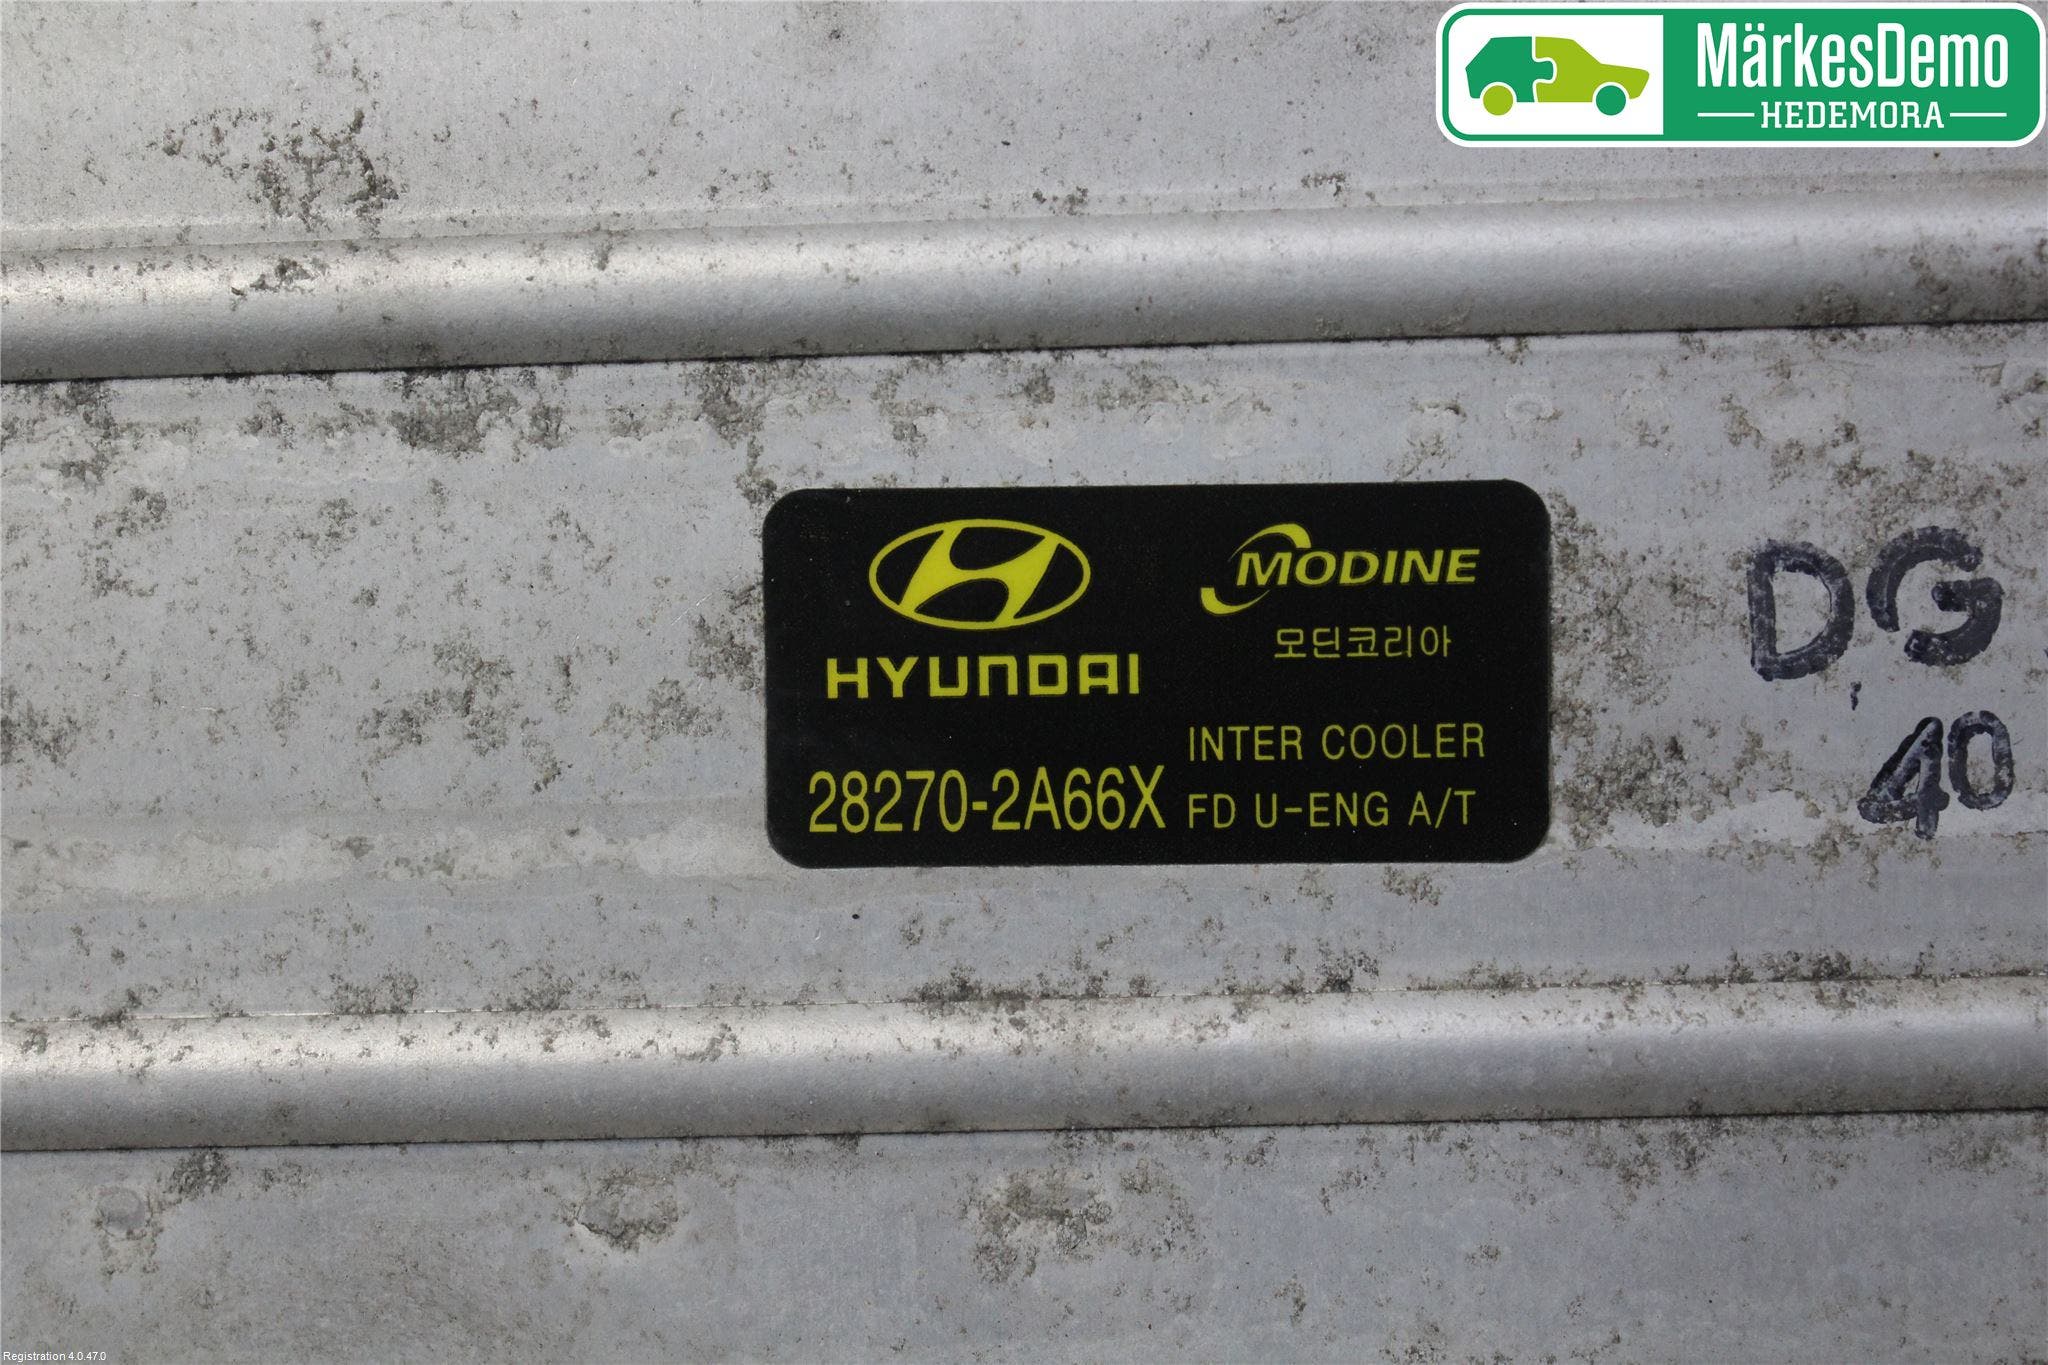 MärkesDemo
HEDEMORA
MODINE
모딘코리아
HYUNDAI
INTER COOLER
28270-2A66X FD U-ENG A/T
DG
40
Registration 4.0.47.0